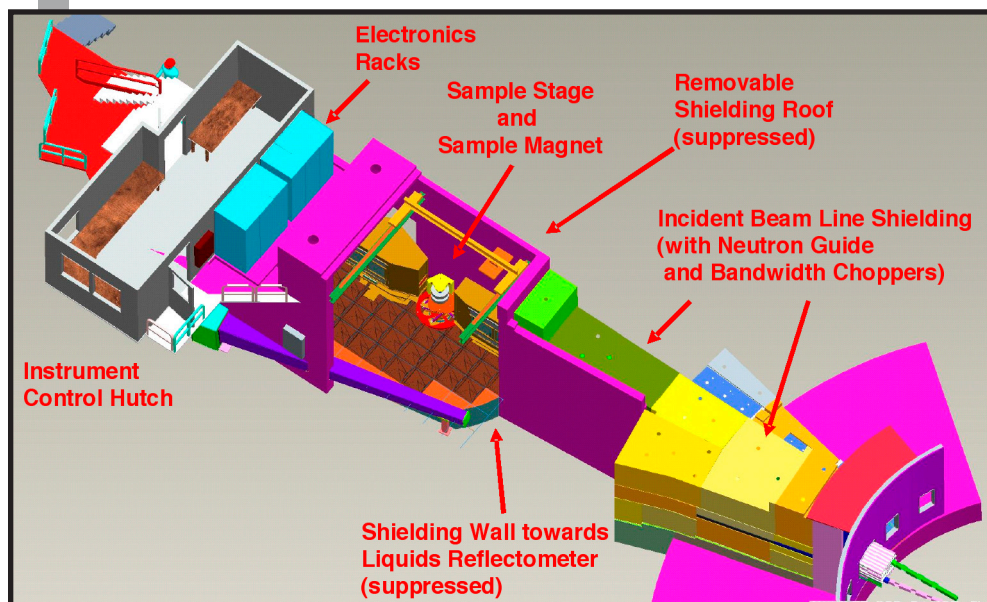 Electronics
Racks
Sample Stage
and
Sample Magnet
Removable
Shielding Roof
(suppressed)
Incident Beam Line Shielding
(with Neutron Guide
and Bandwidth Choppers)
Instrument
Control Hutch
Shielding Wall towards
Liquids Reflectometer
(suppressed)